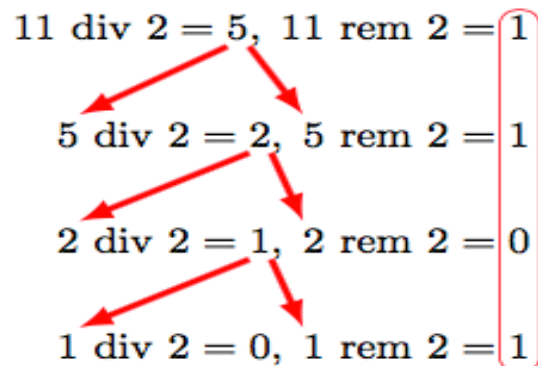 11 div 2 = 5, 11 rem 2 = 1
5 div 2 = 2, 5 rem 2 = 1
2 div 2 = 1, 2 rem 2 = 0
1 div 2 = 0, 1 rem 2 = 1